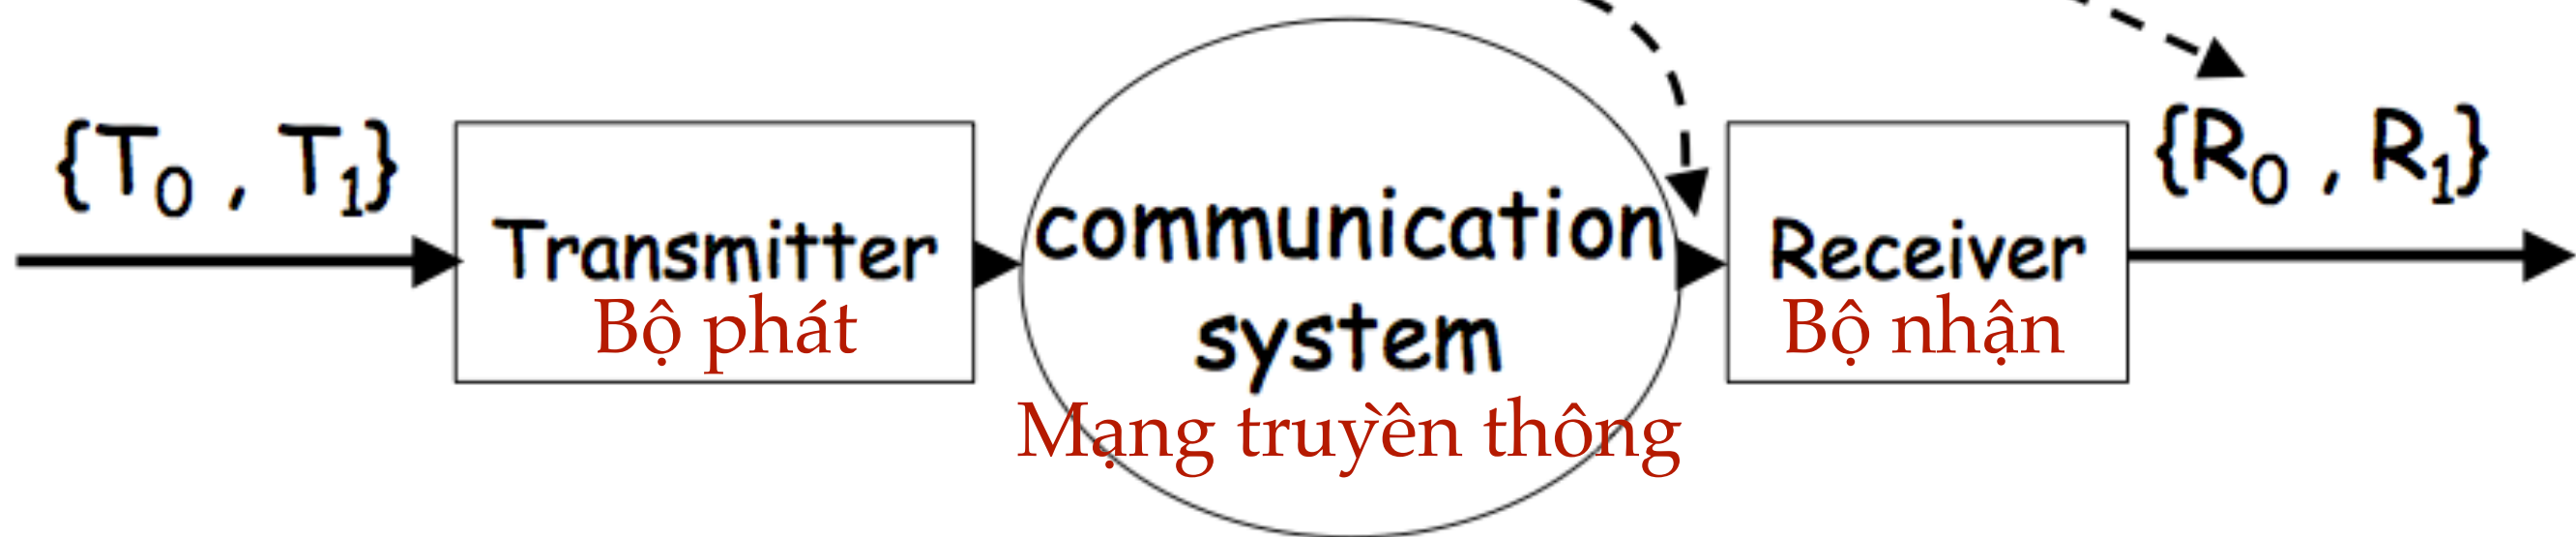 {T₀ , T₁}
Transmitter
Bộ phát
communication
system
Mạng truyền thông
Receiver
Bộ nhận
{R₀ , R₁}